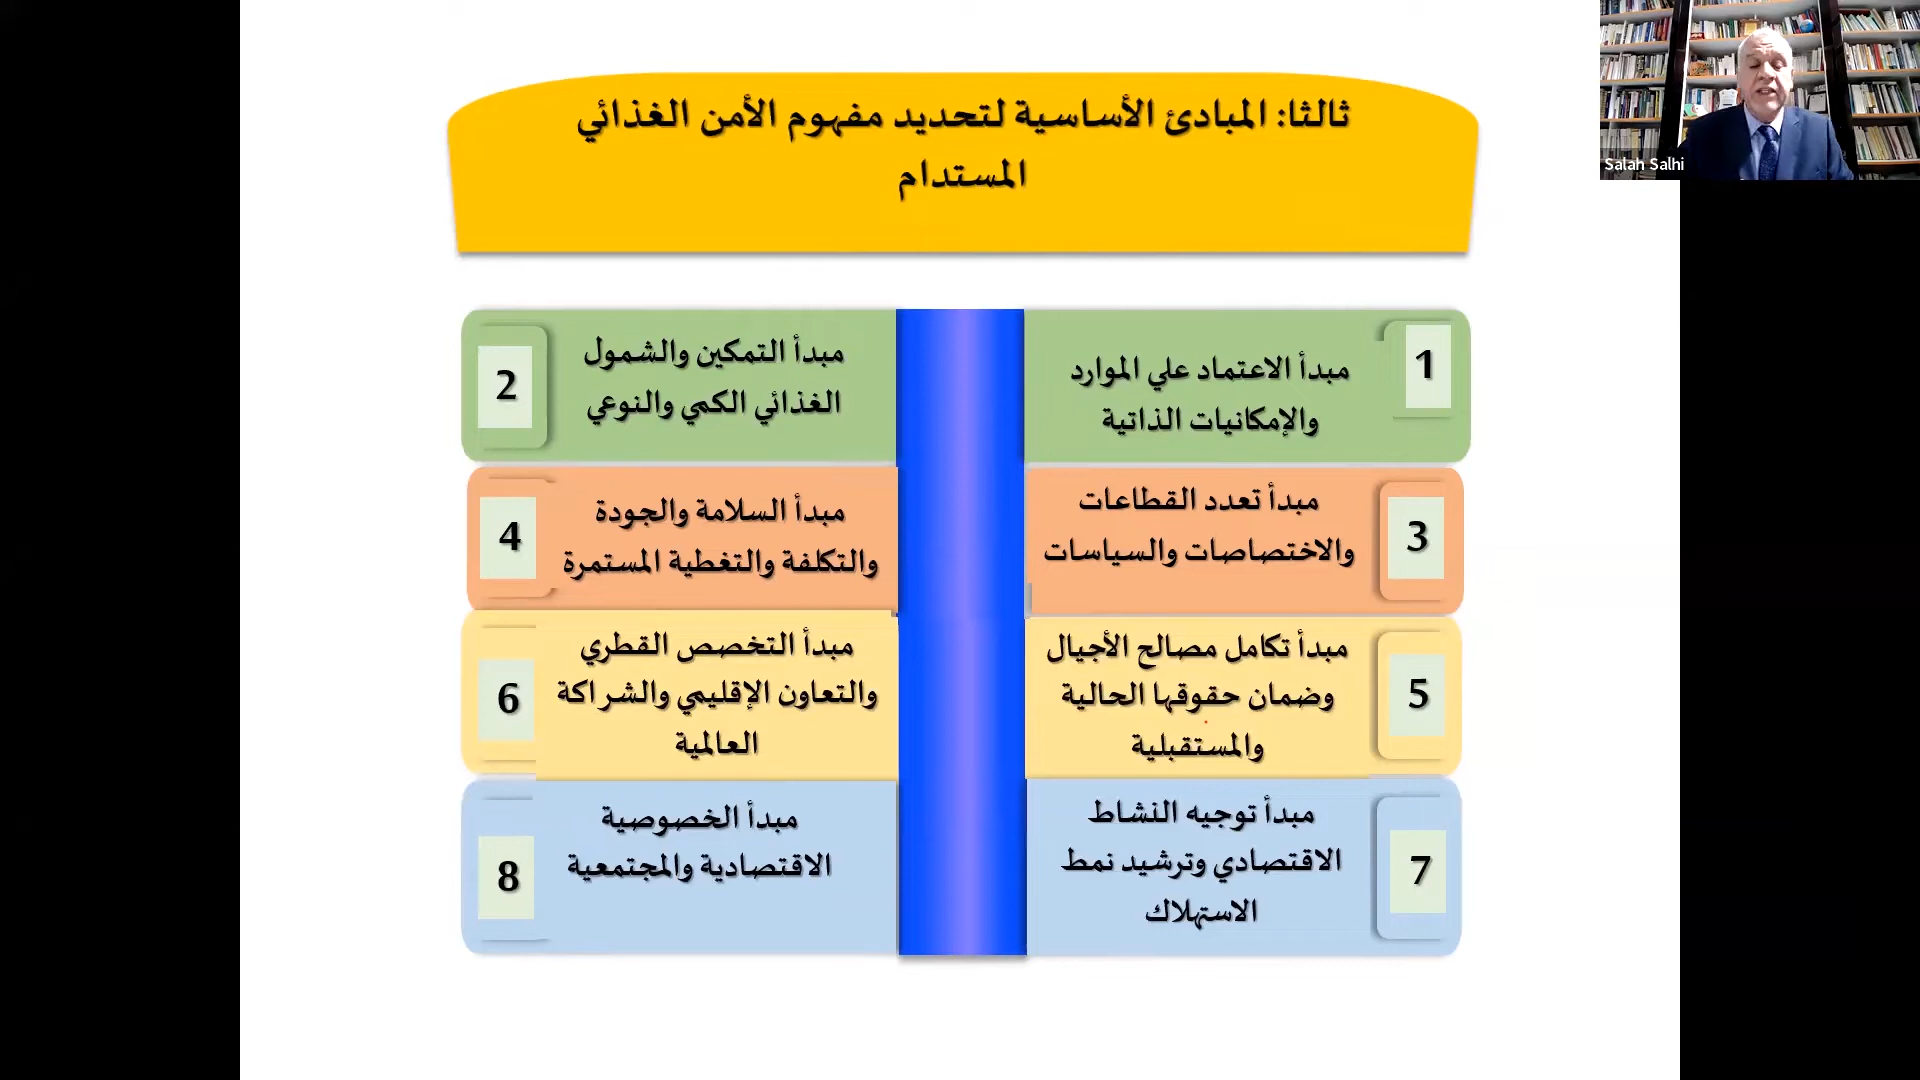 ثالثا: المبادئ الأساسية لتحديد مفهوم الأمن الغذائي
المستدام
Salah Salhi
1
مبدأ الاعتماد علي الموارد
والإمكانيات الذاتية
2
مبدأ التمكين والشمول
الغذائي الكمي والنوعي
3
مبدأ تعدد القطاعات
والاختصاصات والسياسات
4
مبدأ السلامة والجودة
والتكلفة والتغطية المستمرة
5
مبدأ تكامل مصالح الأجيال
وضمان حقوقها الحالية
والمستقبلية
6
مبدأ التخصص القطري
والتعاون الإقليمي والشراكة
العالمية
7
مبدأ توجيه النشاط
الاقتصادي وترشيد نمط
الاستهلاك
8
مبدأ الخصوصية
الاقتصادية والمجتمعية